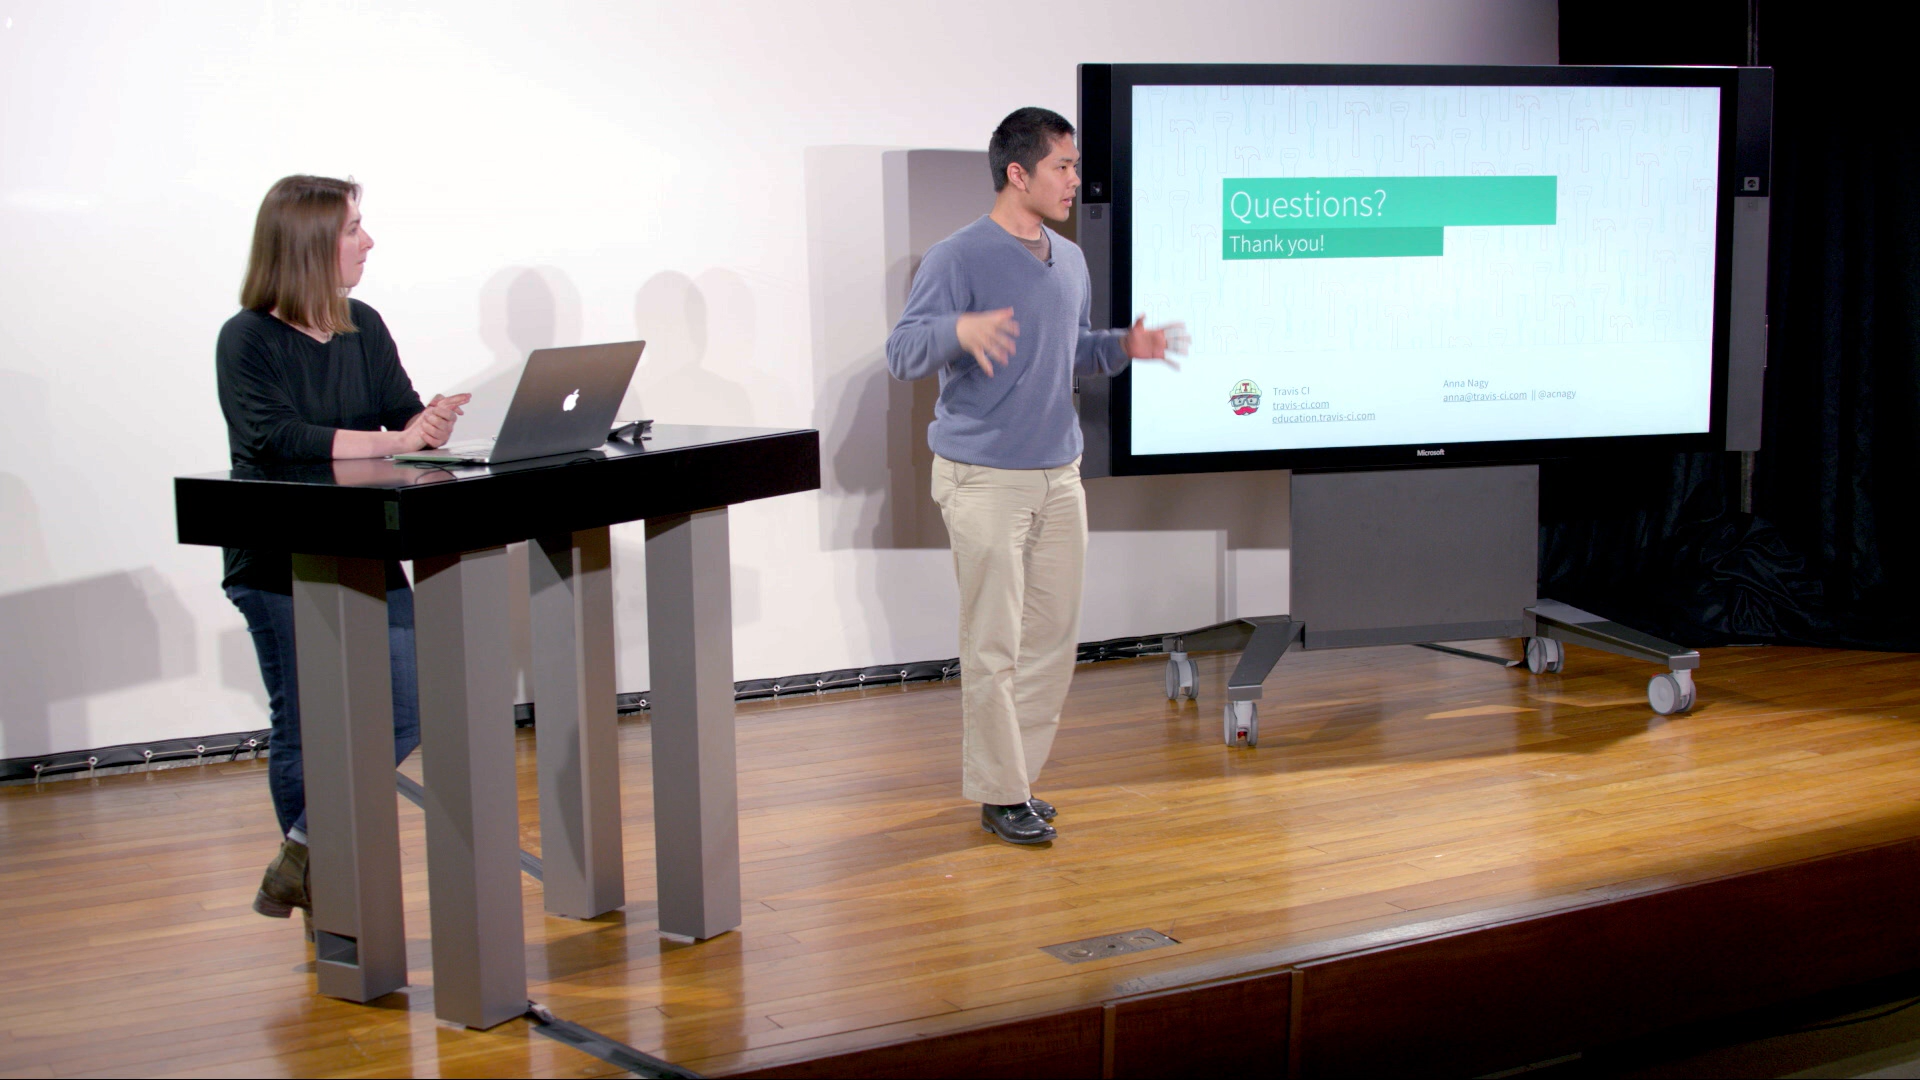 Questions?
Thank you!
Travis CI
travis-ci.com
education.travis-ci.com
Anna Nagy
anna@travis-ci.com || @acnagy
Microsoft